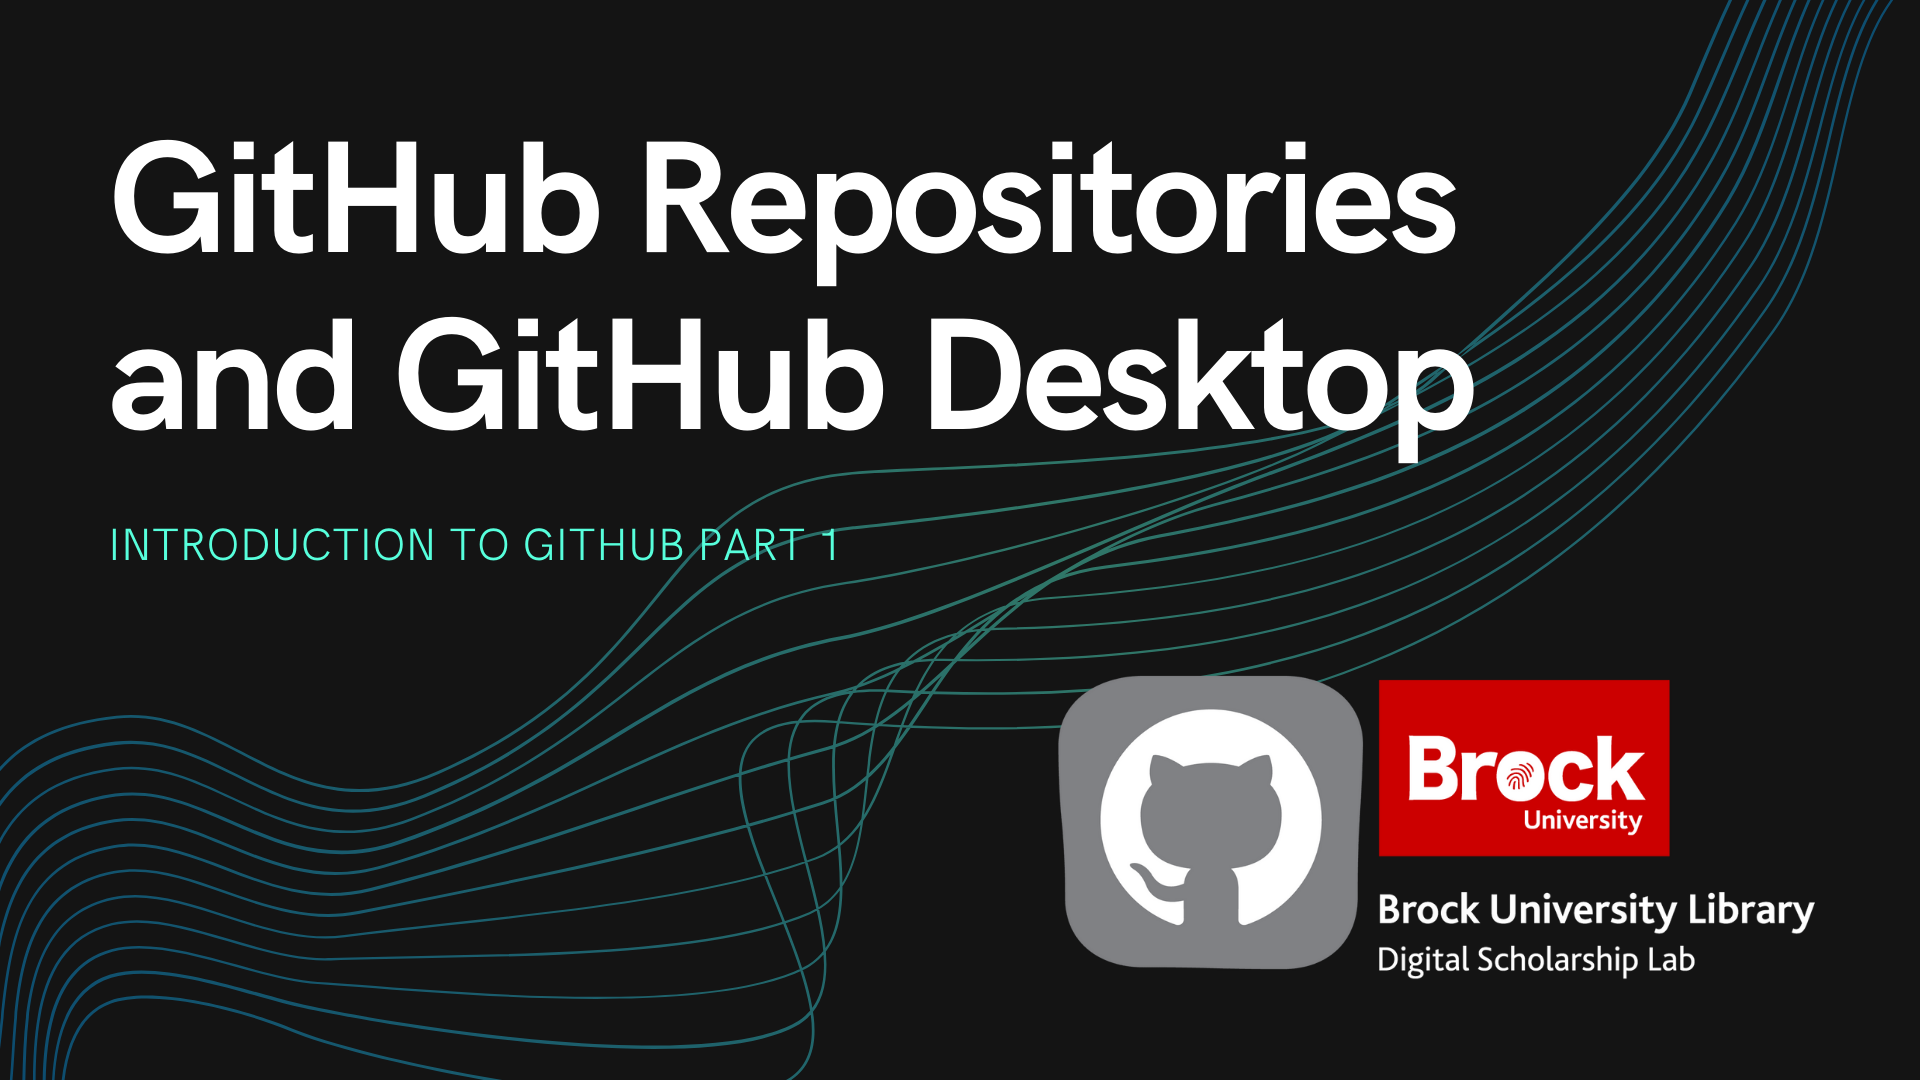 GitHub Repositories
and GitHub Desktop
INTRODUCTION TO GITHUB PART 1
Brock
University
Brock University Library
Digital Scholarship Lab